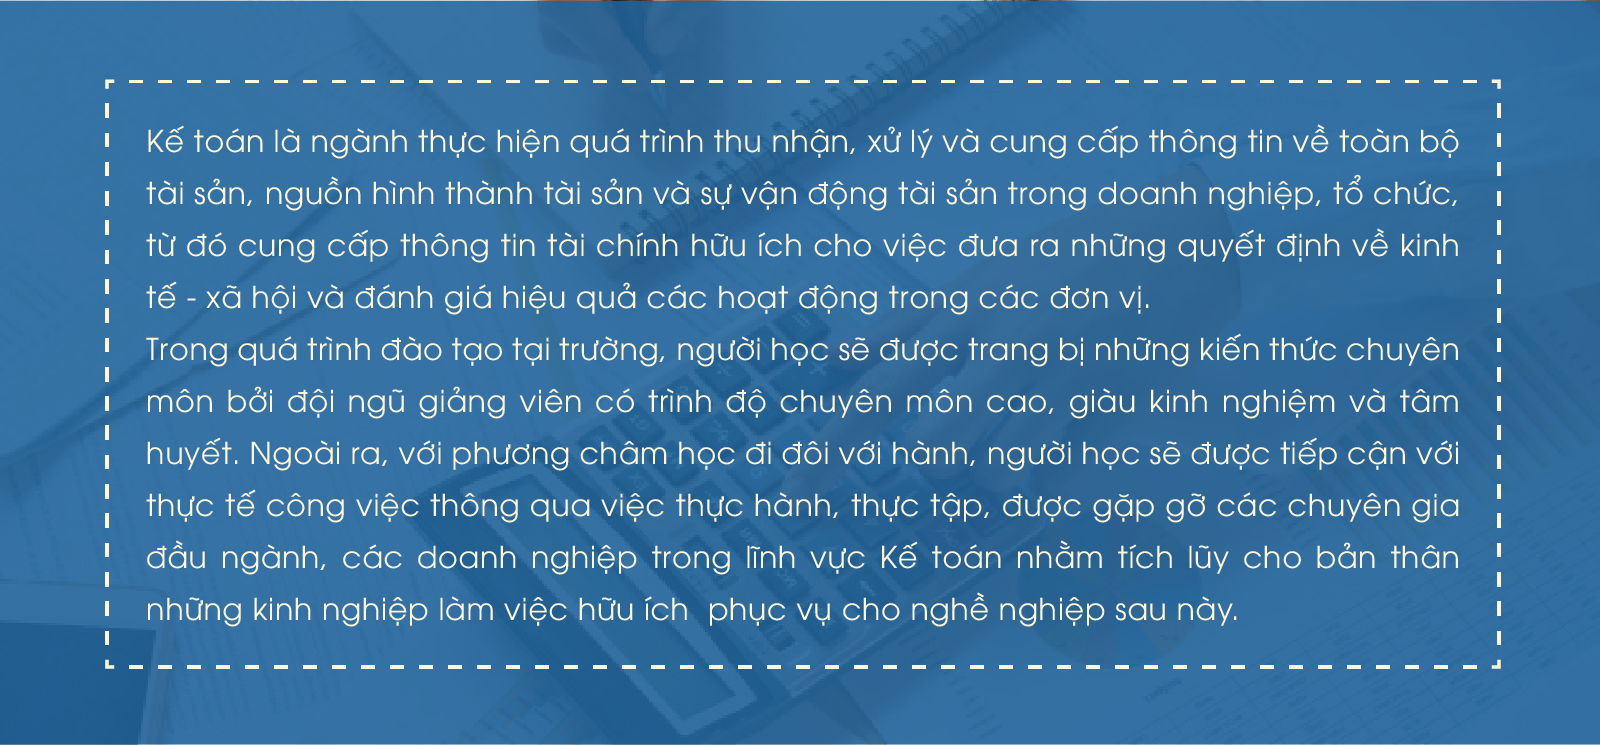 Kế toán là ngành thực hiện quá trình thu nhận, xử lý và cung cấp thông tin về toàn bộ
tài sản, nguồn hình thành tài sản và sự vận động tài sản trong doanh nghiệp, tổ chức,
từ đó cung cấp thông tin tài chính hữu ích cho việc đưa ra những quyết định về kinh
tế - xã hội và đánh giá hiệu quả các hoạt động trong các đơn vị.
Trong quá trình đào tạo tại trường, người học sẽ được trang bị những kiến thức chuyên
môn bởi đội ngũ giảng viên có trình độ chuyên môn cao, giàu kinh nghiệm và tâm
huyết. Ngoài ra, với phương châm học đi đôi với hành, người học sẽ được tiếp cận với
thực tế công việc thông qua việc thực hành, thực tập, được gặp gỡ các chuyên gia
đầu ngành, các doanh nghiệp trong lĩnh vực Kế toán nhằm tích lũy cho bản thân
những kinh nghiệp làm việc hữu ích  phục vụ cho nghề nghiệp sau này.